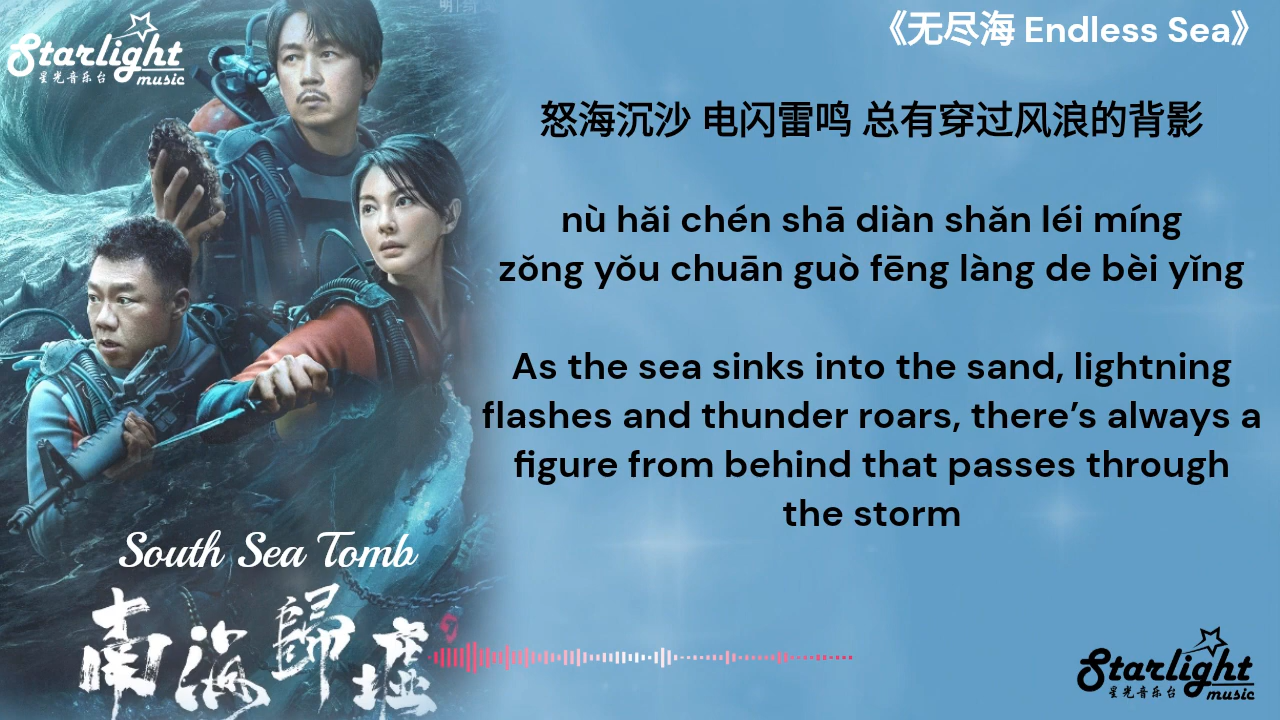 Starlight
星光音乐台 music
《无尽海 Endless Sea》
怒海沉沙 电闪雷鸣 总有穿过风浪的背影
nù hǎi chén shā diàn shǎn léi míng
zǒng yǒu chuān guò fēng làng de bèi yǐng
As the sea sinks into the sand, lightning
flashes and thunder roars, there’s always a
figure from behind that passes through
the storm
South Sea Tomb
南海歸墟
Starlight
星光音乐台 music